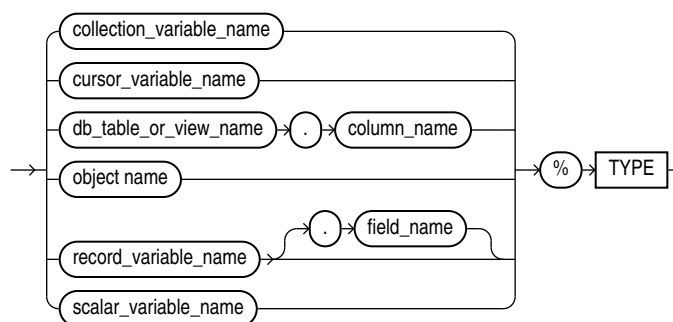 collection_variable_name
cursor_variable_name
db_table_or_view_name . column_name
object name
% TYPE
record_variable_name . field_name
scalar_variable_name